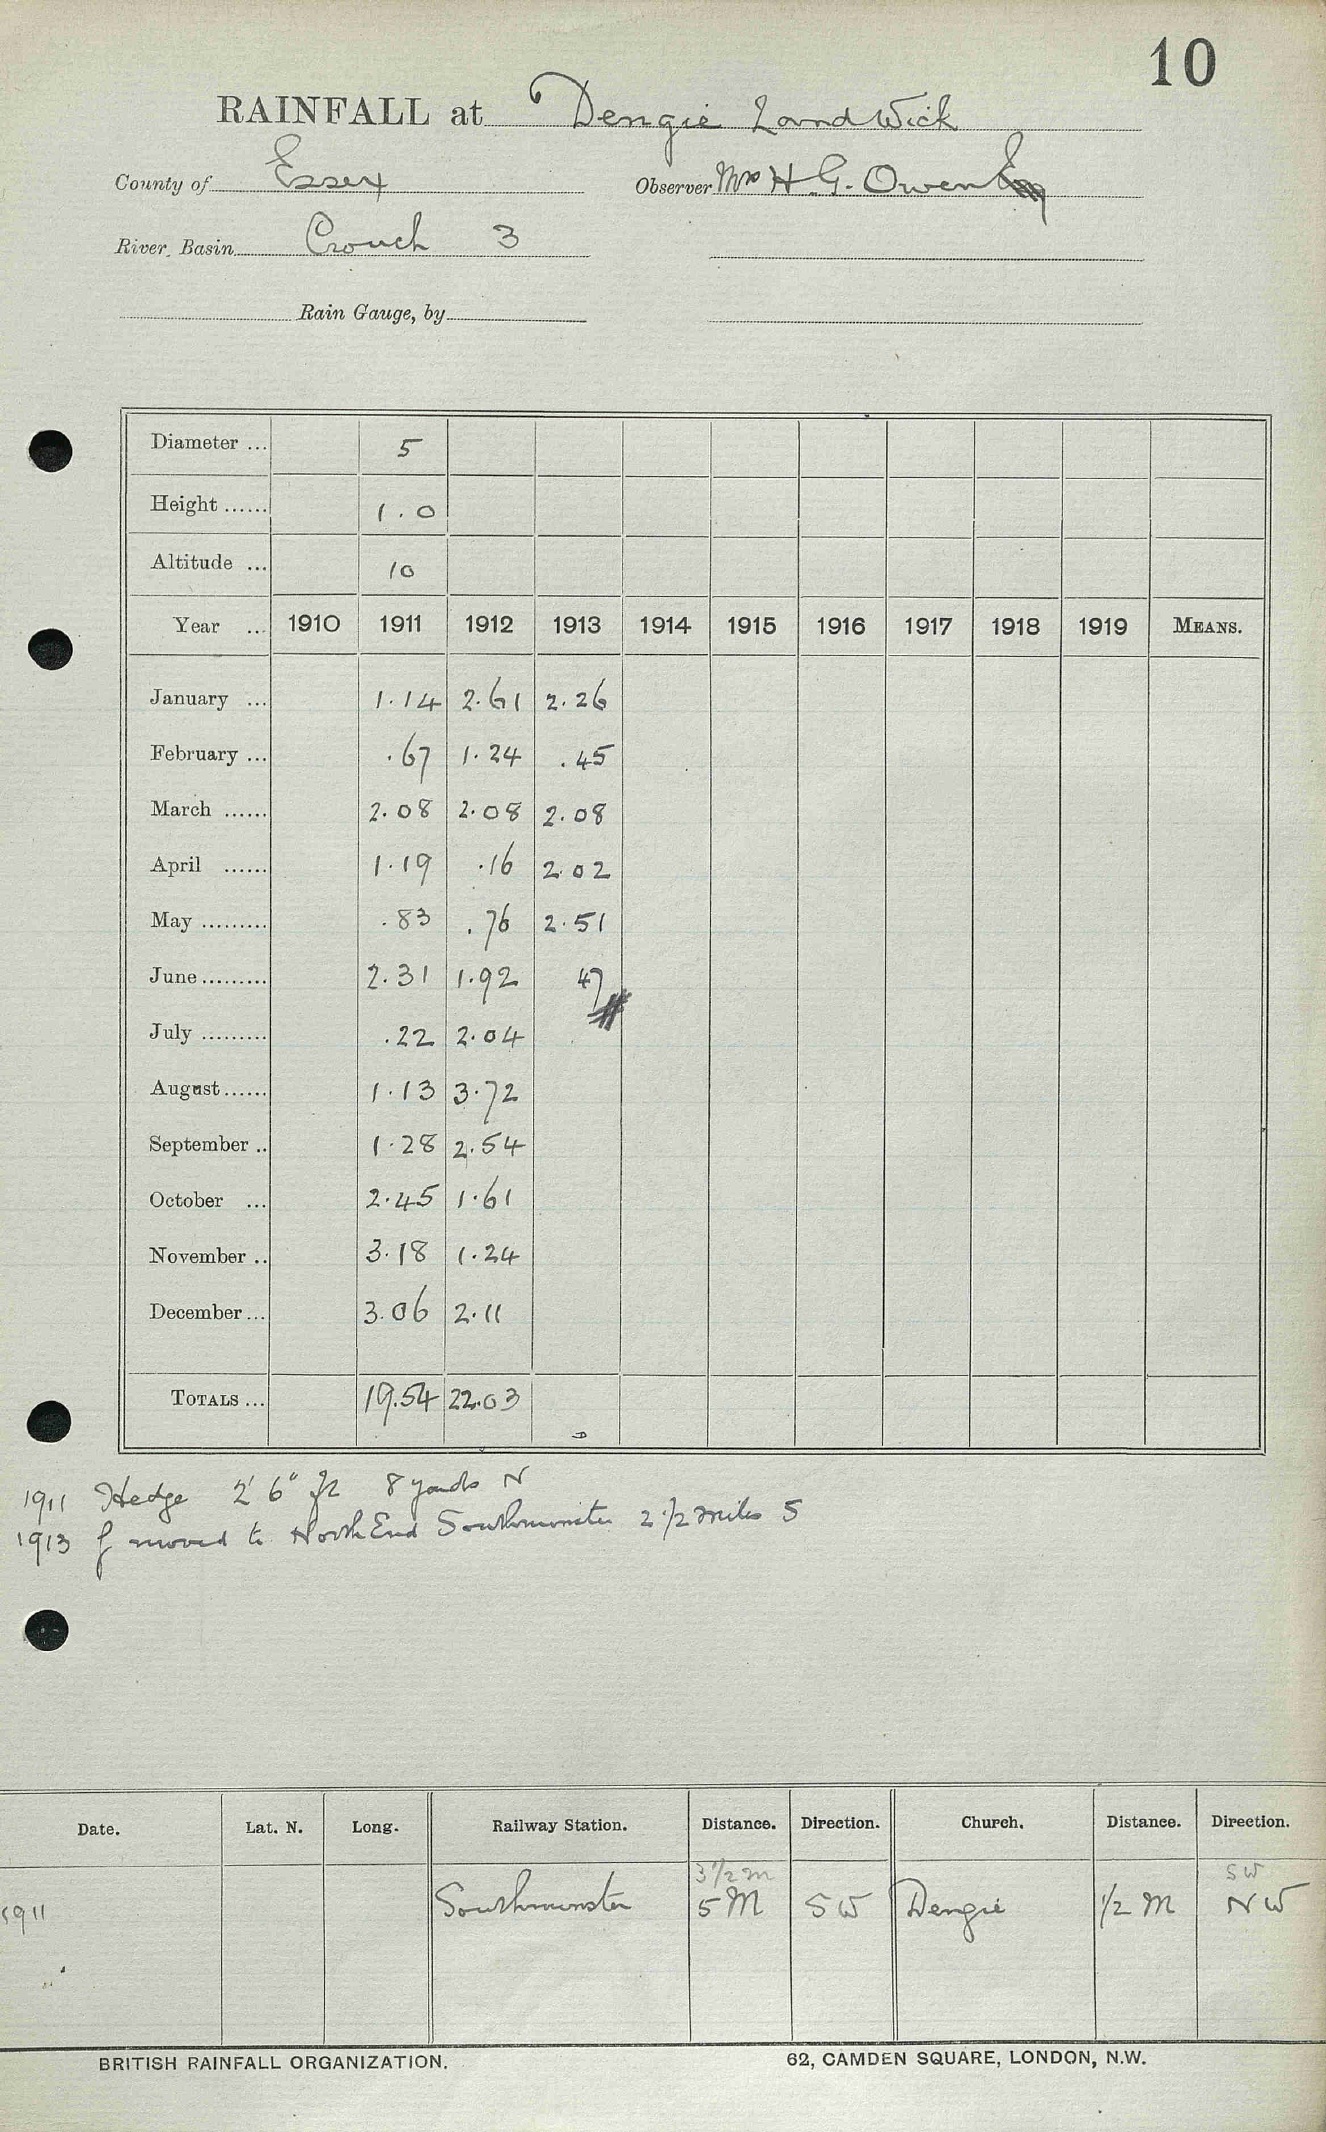 10
RAINFALL at Dengie Landwick
County of Essex Observer Mrs H. G. Owen
River Basin Crouch 3
Rain Gauge, by
Diameter ... 5
Height ...... 1.0
Altitude ... 10
Year .. 1910 1911 1912 1913 1914 1915 1916 1917 1918 1919 MEANS.
January ... 1.14 2.61 2.26
February ... .67 1.24 .45
March ...... 2.08 2.08 2.08
April ...... 1.19 .16 2.02
May ......... .83 .76 2.51
June ......... 2.31 1.92 47
July ......... .22 2.04
August ...... 1.13 3.72
September .. 1.28 2.54
October ... 2.45 1.61
November .. 3.18 1.24
December ... 3.06 2.11
TOTALS ... 19.54 22.03
1911 Hedge 2' 6" 8 yards N
1913 moved to North End Southminster 2 1/2 miles S
Date. Lat. N. Long. Railway Station. Distance. Direction. Church. Distance. Direction.
3 1/2 m SW
1911 Southminster 5 M SW Dengie 1/2 M NW
BRITISH RAINFALL ORGANIZATION. 62, CAMDEN SQUARE, LONDON, N.W.